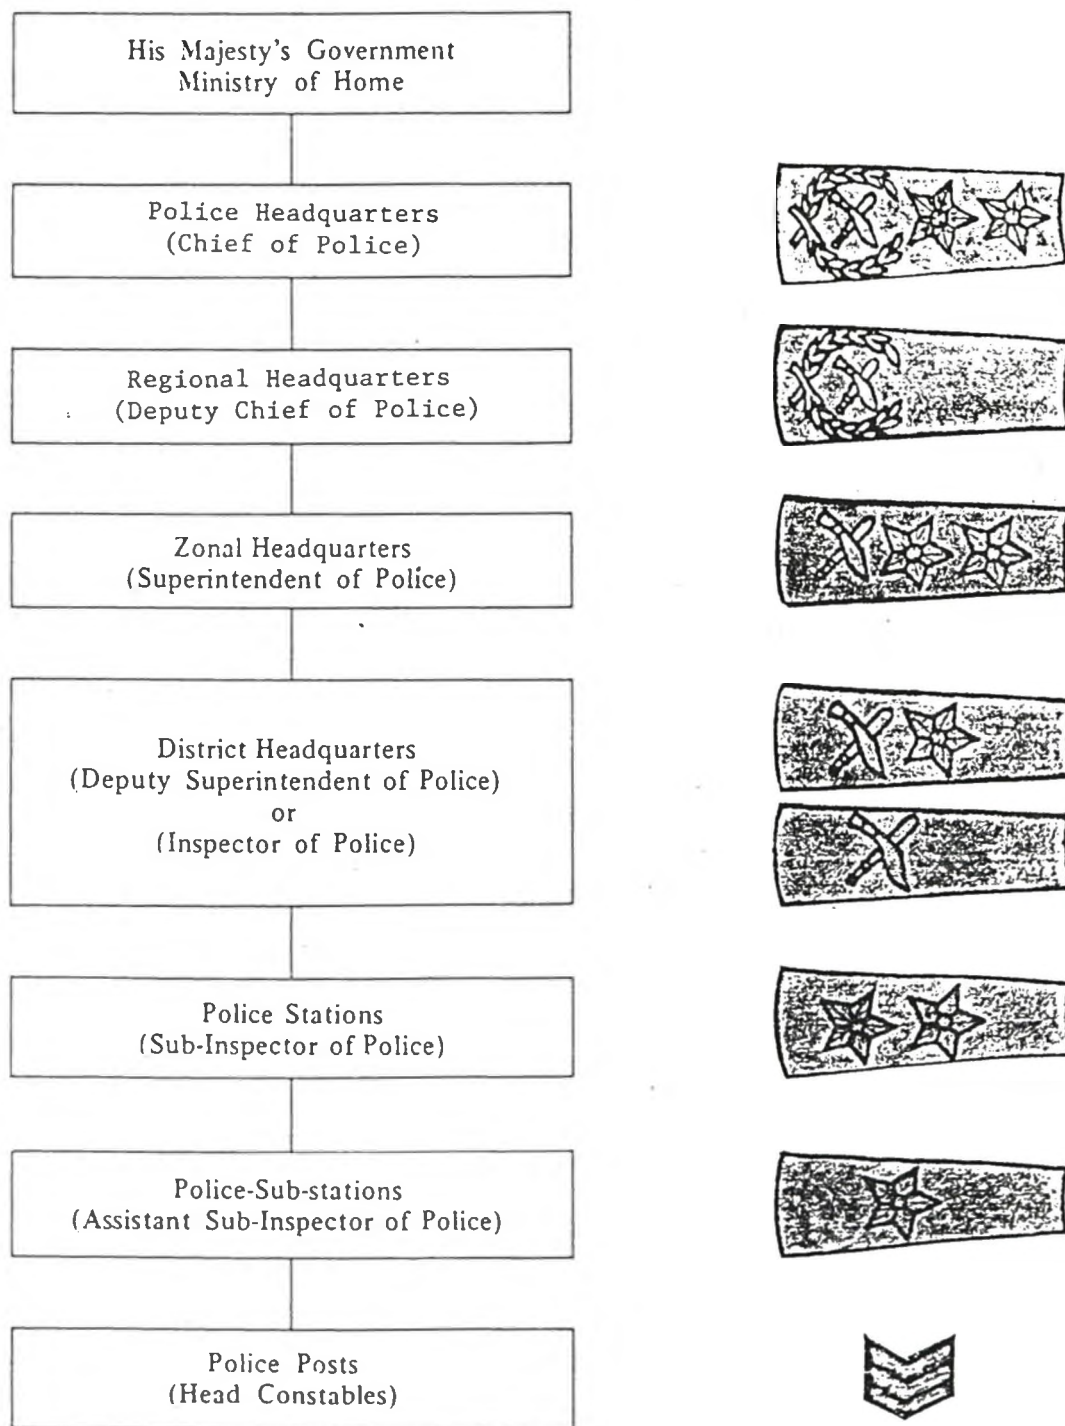 His Majesty's Government
Ministry of Home
Police Headquarters
(Chief of Police)
Regional Headquarters
(Deputy Chief of Police)
Zonal Headquarters
(Superintendent of Police)
District Headquarters
(Deputy Superintendent of Police)
or
(Inspector of Police)
Police Stations
(Sub-Inspector of Police)
Police-Sub-stations
(Assistant Sub-Inspector of Police)
Police Posts
(Head Constables)